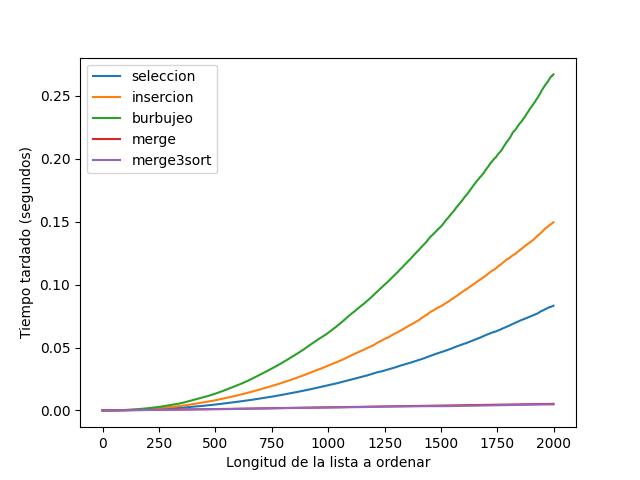 seleccion
insercion
burbujeo
merge
merge3sort
0.25
0.20
0.15
0.10
0.05
0.00
Tiempo tardado (segundos)
0 250 500 750 1000 1250 1500 1750 2000
Longitud de la lista a ordenar